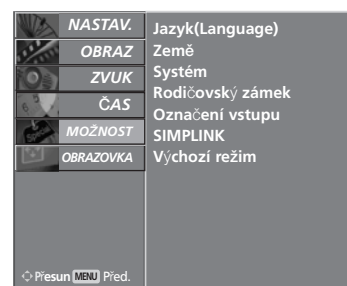 NASTAV.
OBRAZ
ZVUK
ČAS
MOŽNOST
OBRAZOVKA
Jazyk(Language)
Země
Systém
Rodičovský zámek
Označení vstupu
SIMPLINK
Výchozí režim
Přesun MENU Před.